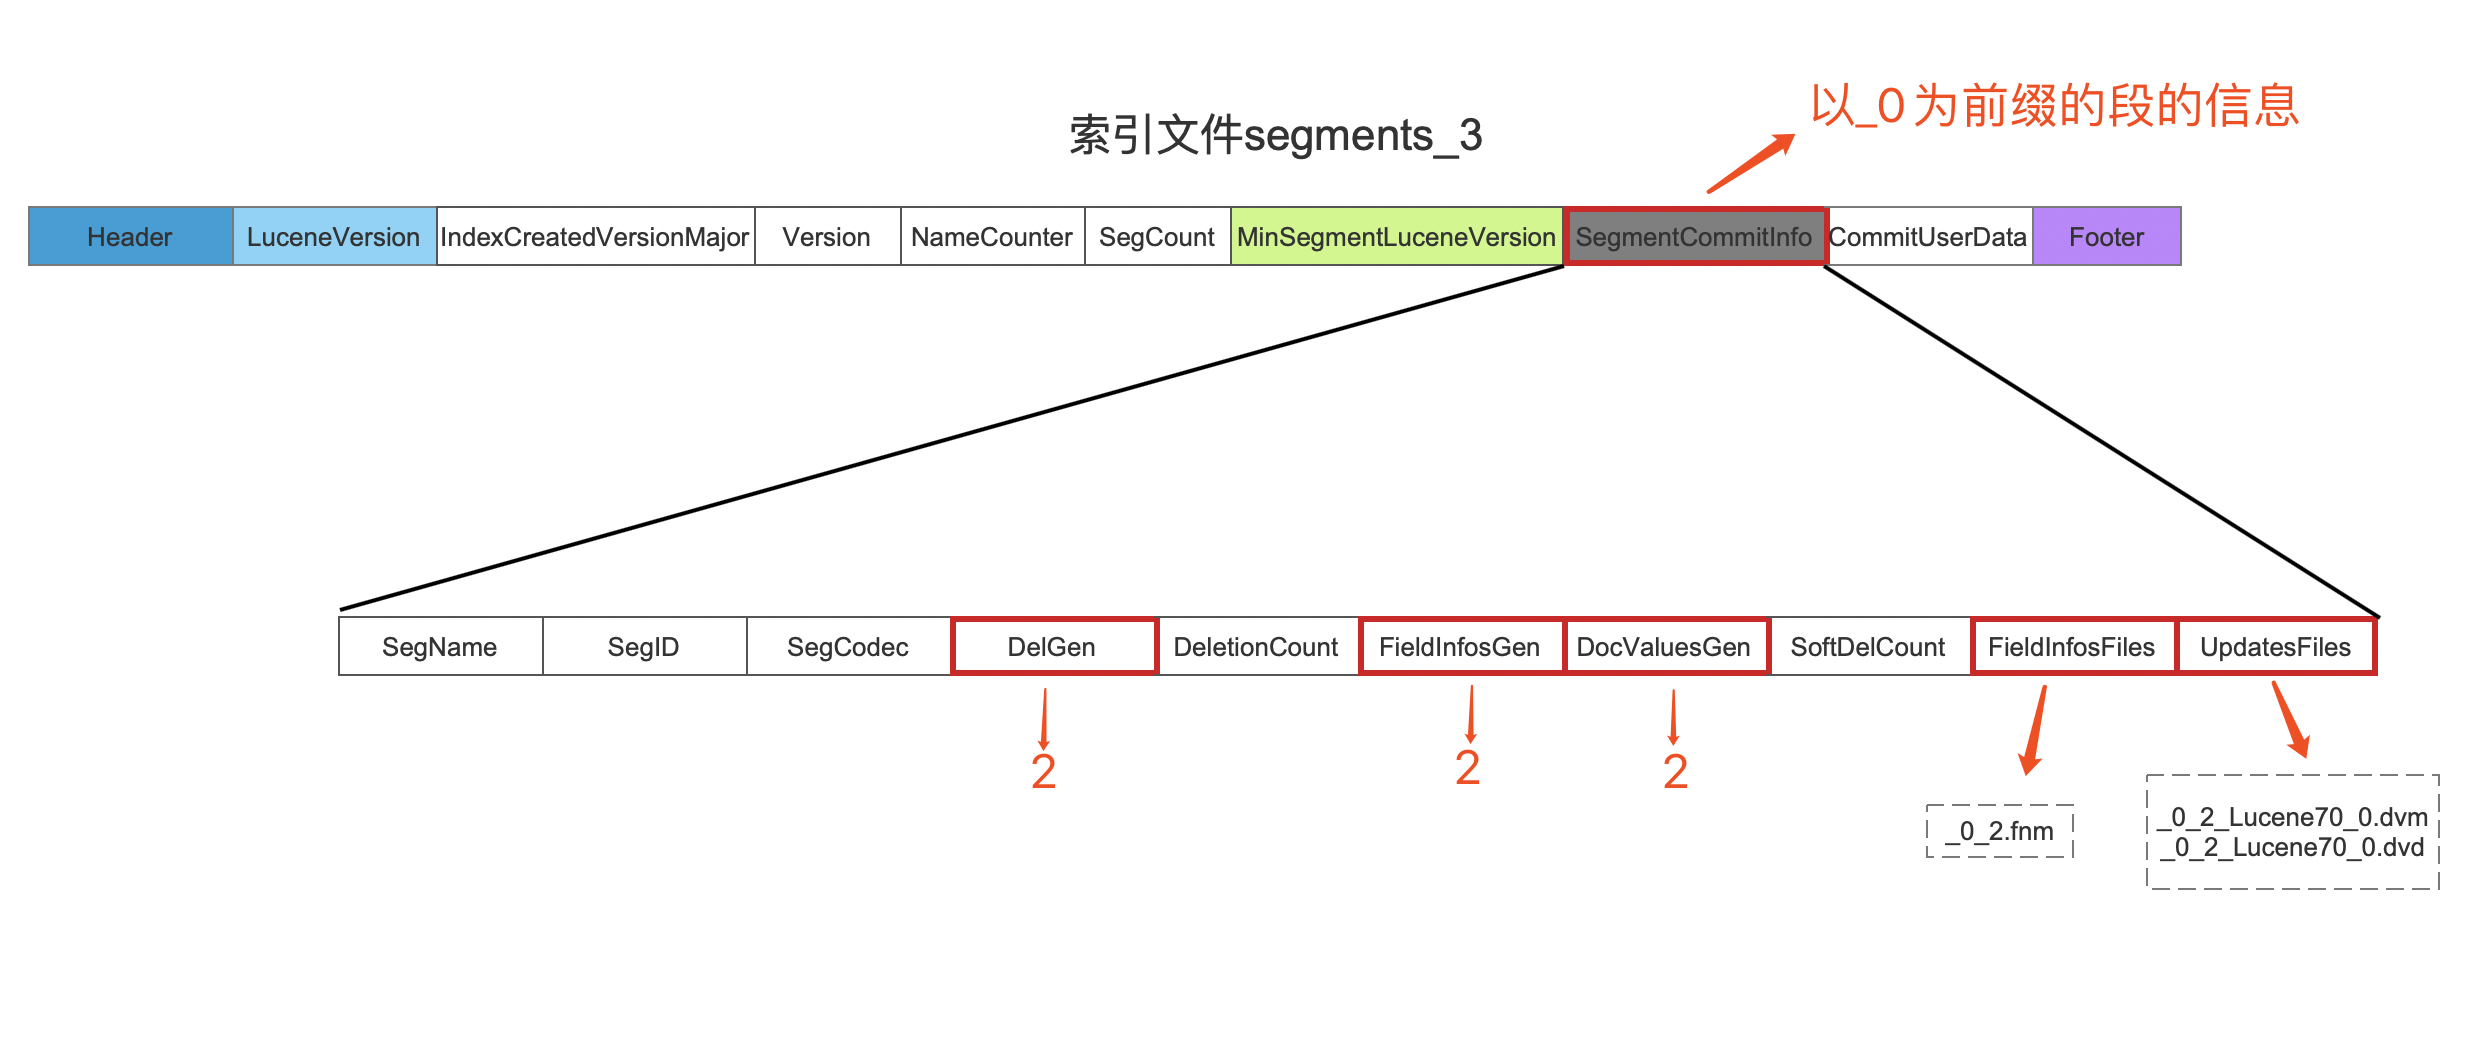 以_0为前缀的段的信息
索引文件segments_3
Header LuceneVersion IndexCreatedVersionMajor Version NameCounter SegCount MinSegmentLuceneVersion SegmentCommitInfo CommitUserData Footer
SegName SegID SegCodec DelGen DeletionCount FieldInfosGen DocValuesGen SoftDelCount FieldInfosFiles UpdatesFiles
2 2 2
_0_2.fnm
_0_2_Lucene70_0.dvm
_0_2_Lucene70_0.dvd